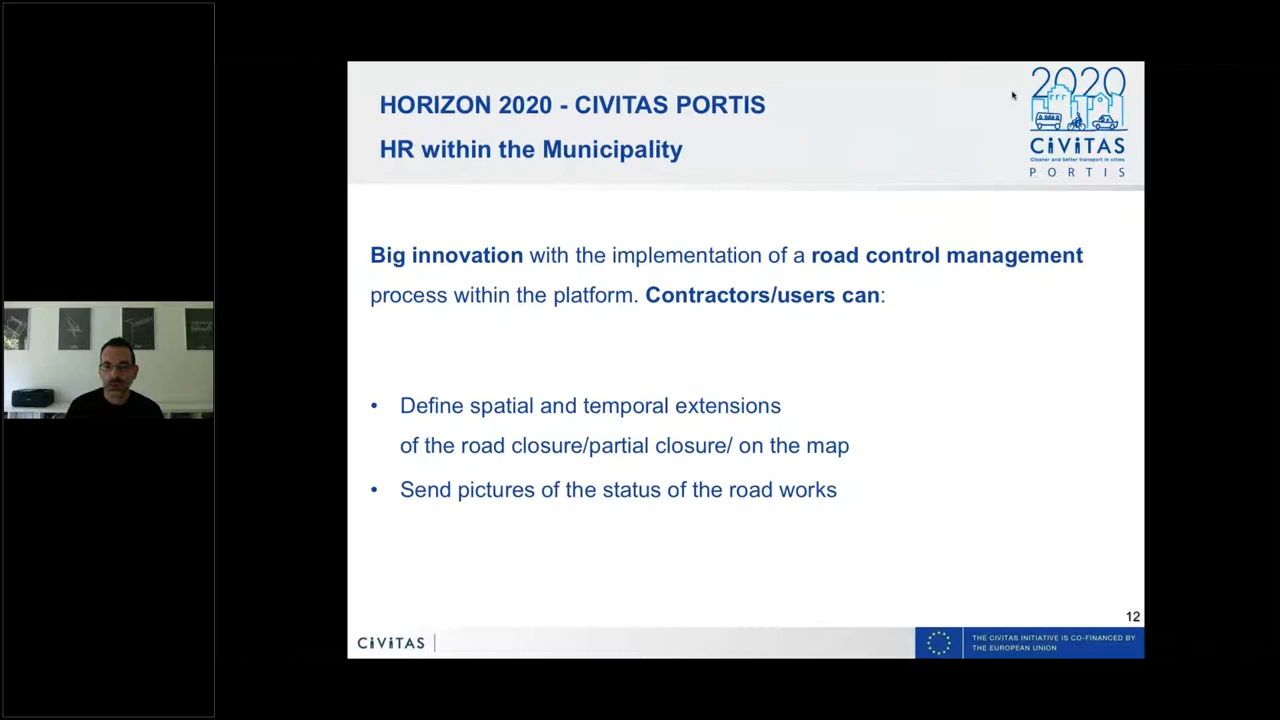 HORIZON 2020 - CIVITAS PORTIS
HR within the Municipality
2020
CiViTAS
Cleaner and better transport in cities
PORTIS
Big innovation with the implementation of a road control management
process within the platform. Contractors/users can:
• Define spatial and temporal extensions
of the road closure/partial closure/ on the map
• Send pictures of the status of the road works
12
CiViTAS
THE CIVITAS INITIATIVE IS CO-FINANCED BY
THE EUROPEAN UNION